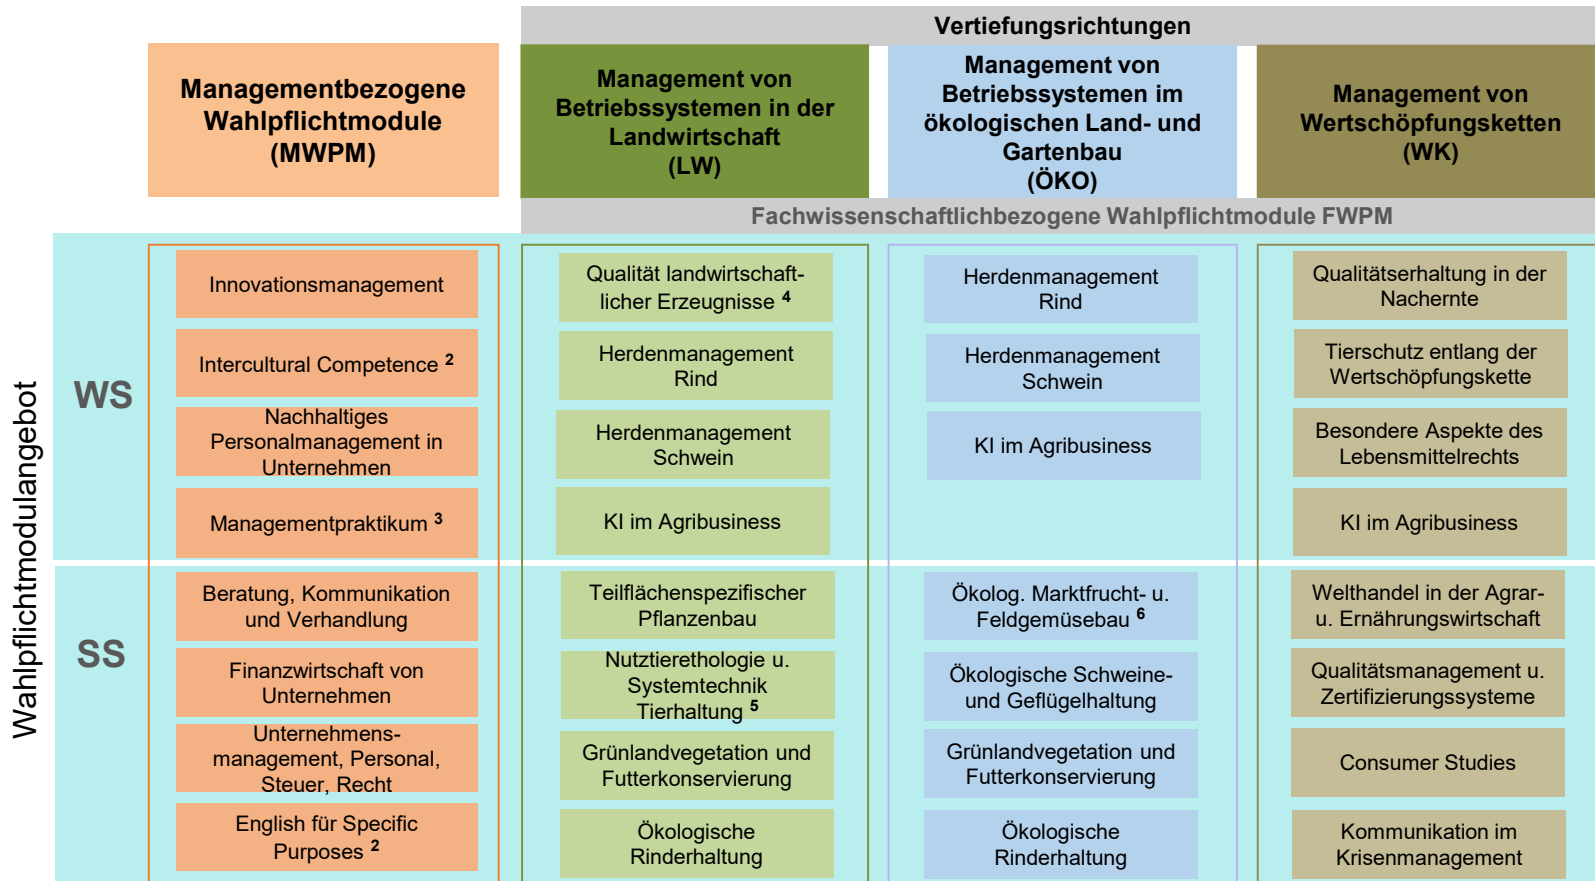 Vertiefungsrichtungen
Managementbezogene
Wahlpflichtmodule
(MWPM)
Management von
Betriebssystemen in der
Landwirtschaft
(LW)
Management von
Betriebssystemen im
ökologischen Land- und
Gartenbau
(ÖKO)
Management von
Wertschöpfungsketten
(WK)
Fachwissenschaftlichbezogene Wahlpflichtmodule FWPM
Wahlpflichtmodulangebot
WS
Innovationsmanagement
Intercultural Competence 2
Nachhaltiges
Personalmanagement in
Unternehmen
Managementpraktikum 3
Qualität landwirtschaft-
licher Erzeugnisse 4
Herdenmanagement
Rind
Herdenmanagement
Schwein
KI im Agribusiness
Herdenmanagement
Rind
Herdenmanagement
Schwein
KI im Agribusiness
Qualitätserhaltung in der
Nachernte
Tierschutz entlang der
Wertschöpfungskette
Besondere Aspekte des
Lebensmittelrechts
KI im Agribusiness
SS
Beratung, Kommunikation
und Verhandlung
Finanzwirtschaft von
Unternehmen
Unternehmens-
management, Personal,
Steuer, Recht
English für Specific
Purposes 2
Teilflächenspezifischer
Pflanzenbau
Nutztierethologie u.
Systemtechnik
Tierhaltung 5
Grünlandvegetation und
Futterkonservierung
Ökologische
Rinderhaltung
Ökolog. Marktfrucht- u.
Feldgemüsebau 6
Ökologische Schweine-
und Geflügelhaltung
Grünlandvegetation und
Futterkonservierung
Ökologische
Rinderhaltung
Welthandel in der Agrar-
u. Ernährungswirtschaft
Qualitätsmanagement u.
Zertifizierungssysteme
Consumer Studies
Kommunikation im
Krisenmanagement